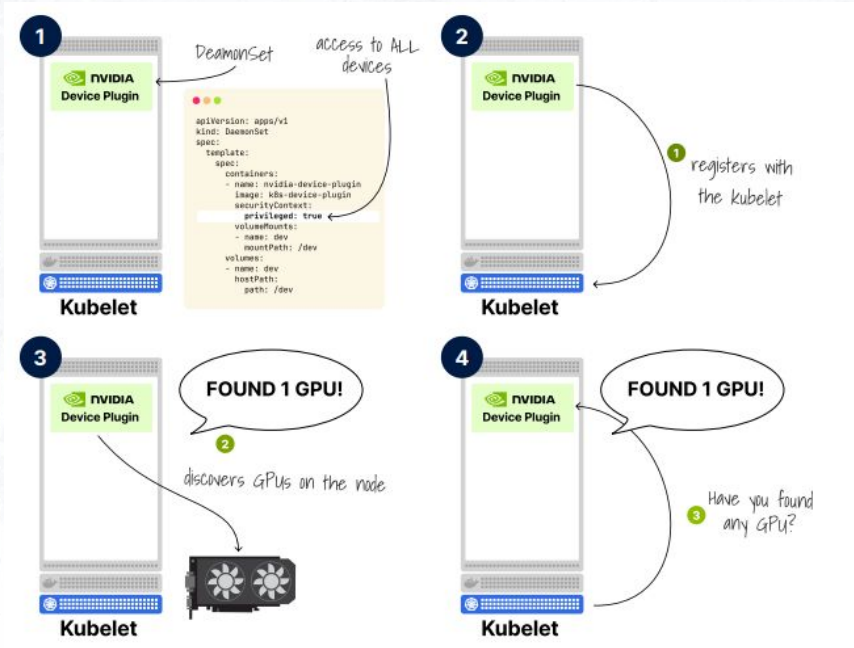 1
NVIDIA
Device Plugin
DeamonSet
access to ALL
devices
apiVersion: apps/v1
kind: DaemonSet
spec:
  template:
    spec:
      containers:
      - name: nvidia-device-plugin
        image: k8s-device-plugin
        securityContext:
          privileged: true
        volumeMounts:
        - name: dev
          mountPath: /dev
      volumes:
      - name: dev
        hostPath:
          path: /dev
Kubelet
2
NVIDIA
Device Plugin
1
registers with
the kubelet
Kubelet
3
NVIDIA
Device Plugin
FOUND 1 GPU!
2
discovers GPUs on the node
Kubelet
4
NVIDIA
Device Plugin
FOUND 1 GPU!
3
Have you found
any GPU?
Kubelet